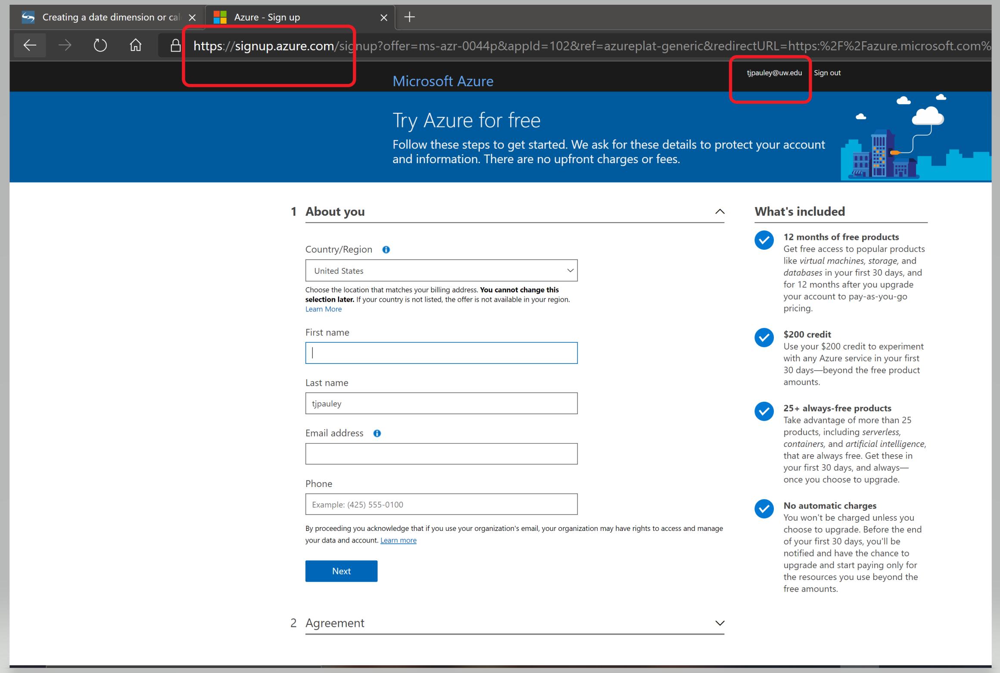 Creating a date dimension or cal
Azure - Sign up
https://signup.azure.com/signup?offer=ms-azr-0044p&appId=102&ref=azureplat-generic&redirectURL=https:%2F%2Fazure.microsoft.com%
tjpauley@uw.edu Sign out
Microsoft Azure
Try Azure for free
Follow these steps to get started. We ask for these details to protect your account
and information. There are no upfront charges or fees.
1 About you
Country/Region
United States
Choose the location that matches your billing address. You cannot change this
selection later. If your country is not listed, the offer is not available in your region.
Learn More
First name
Last name
tjpauley
Email address
Phone
Example: (425) 555-0100
By proceeding you acknowledge that if you use your organization's email, your organization may have rights to access and manage
your data and account. Learn more
Next
2 Agreement
What's included
12 months of free products
Get free access to popular products
like virtual machines, storage, and
databases in your first 30 days, and
for 12 months after you upgrade
your account to pay-as-you-go
pricing.
$200 credit
Use your $200 credit to experiment
with any Azure service in your first
30 days—beyond the free product
amounts.
25+ always-free products
Take advantage of more than 25
products, including serverless,
containers, and artificial intelligence,
that are always free. Get these in
your first 30 days, and always—
once you choose to upgrade.
No automatic charges
You won't be charged unless you
choose to upgrade. Before the end
of your first 30 days, you'll be
notified and have the chance to
upgrade and start paying only for
the resources you use beyond the
free amounts.